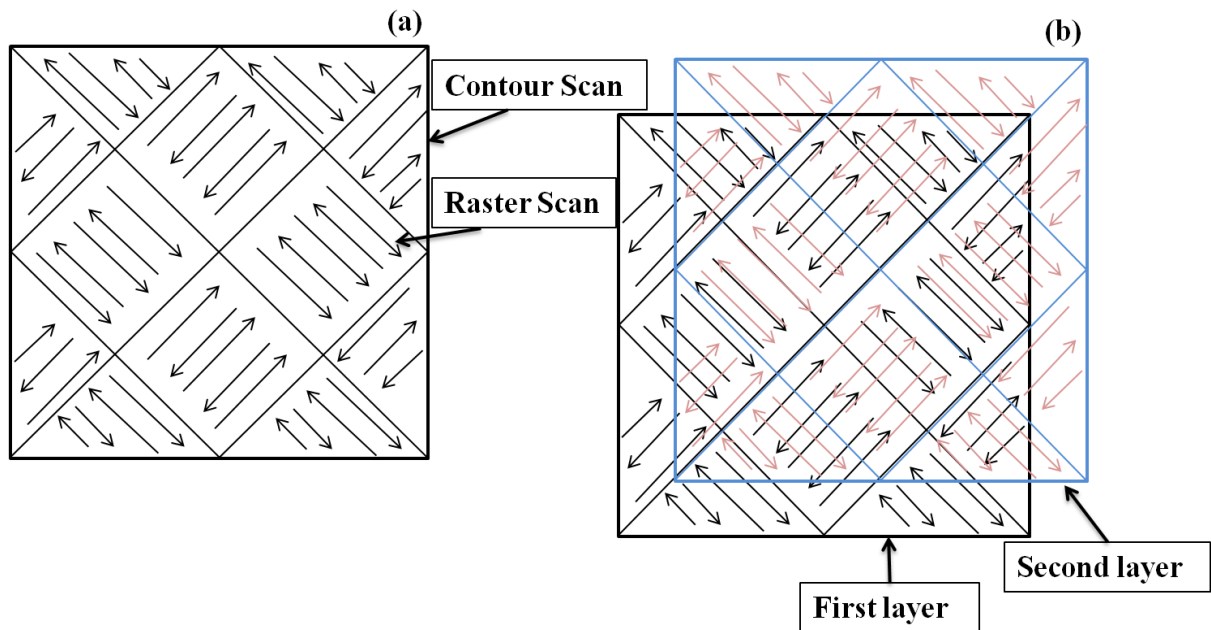 (a)
(b)
Contour Scan
Raster Scan
Second layer
First layer